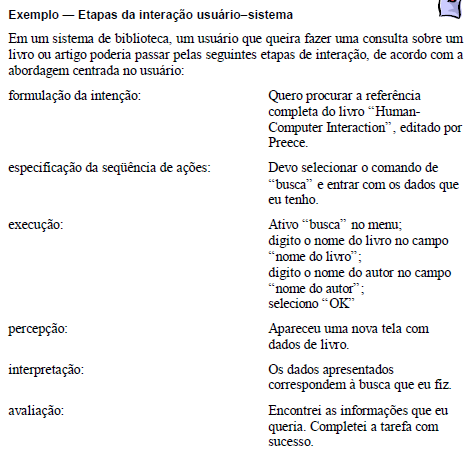 Exemplo — Etapas da interação usuário–sistema
Em um sistema de biblioteca, um usuário que queira fazer uma consulta sobre um
livro ou artigo poderia passar pelas seguintes etapas de interação, de acordo com a
abordagem centrada no usuário:
formulação da intenção: Quero procurar a referência
completa do livro “Human-
Computer Interaction”, editado por
Preece.
especificação da seqüência de ações: Devo selecionar o comando de
“busca” e entrar com os dados que
eu tenho.
execução: Ativo “busca” no menu;
digito o nome do livro no campo
“nome do livro”;
digito o nome do autor no campo
“nome do autor”;
seleciono “OK”
percepção: Apareceu uma nova tela com
dados de livro.
interpretação: Os dados apresentados
correspondem à busca que eu fiz.
avaliação: Encontrei as informações que eu
queria. Completei a tarefa com
sucesso.